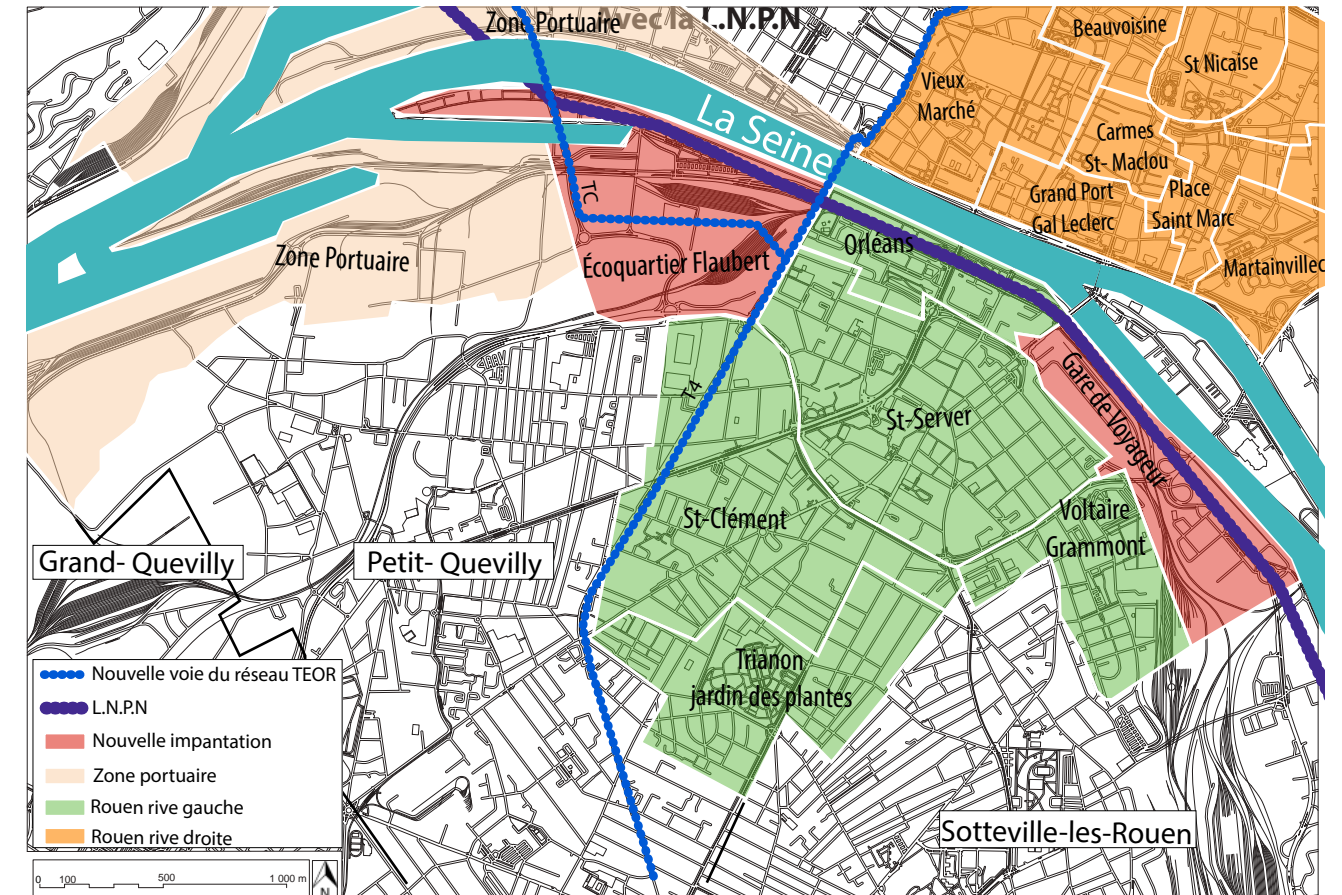 Avec la L.N.P.N
Zone Portuaire
Beauvoisine
St Nicaise
Vieux
Marché
La Seine
Carmes
St- Maclou
Grand Port
Gal Leclerc
Place
Saint Marc
Martainvillec
TC
Zone Portuaire
Écoquartier Flaubert
Orléans
Gare de Voyageur
T4
St-Server
St-Clément
Voltaire
Grammont
Grand- Quevilly
Petit- Quevilly
Trianon
jardin des plantes
Sotteville-les-Rouen
Nouvelle voie du réseau TEOR
L.N.P.N
Nouvelle impantation
Zone portuaire
Rouen rive gauche
Rouen rive droite
0 100 500 1 000 m
N